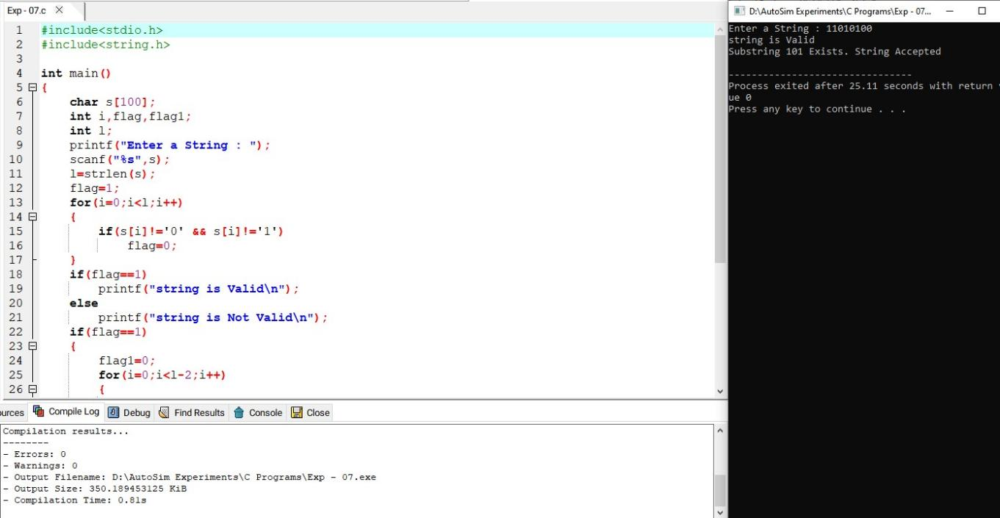 Exp - 07.c
1 #include<stdio.h>
2 #include<string.h>
3
4 int main()
5 {
6 char s[100];
7 int i,flag,flag1;
8 int l;
9 printf("Enter a String : ");
10 scanf("%s",s);
11 l=strlen(s);
12 flag=1;
13 for(i=0;i<l;i++)
14 {
15 if(s[i]!='0' && s[i]!='1')
16 flag=0;
17 }
18 if(flag==1)
19 printf("string is Valid\n");
20 else
21 printf("string is Not Valid\n");
22 if(flag==1)
23 {
24 flag1=0;
25 for(i=0;i<l-2;i++)
26 {
urces Compile Log Debug Find Results Console Close
Compilation results...
--------
- Errors: 0
- Warnings: 0
- Output Filename: D:\AutoSim Experiments\C Programs\Exp - 07.exe
- Output Size: 350.189453125 KiB
- Compilation Time: 0.81s
D:\AutoSim Experiments\C Programs\Exp - 07...
Enter a String : 11010100
string is Valid
Substring 101 Exists. String Accepted
--------------------------------
Process exited after 25.11 seconds with return
ue 0
Press any key to continue . . .